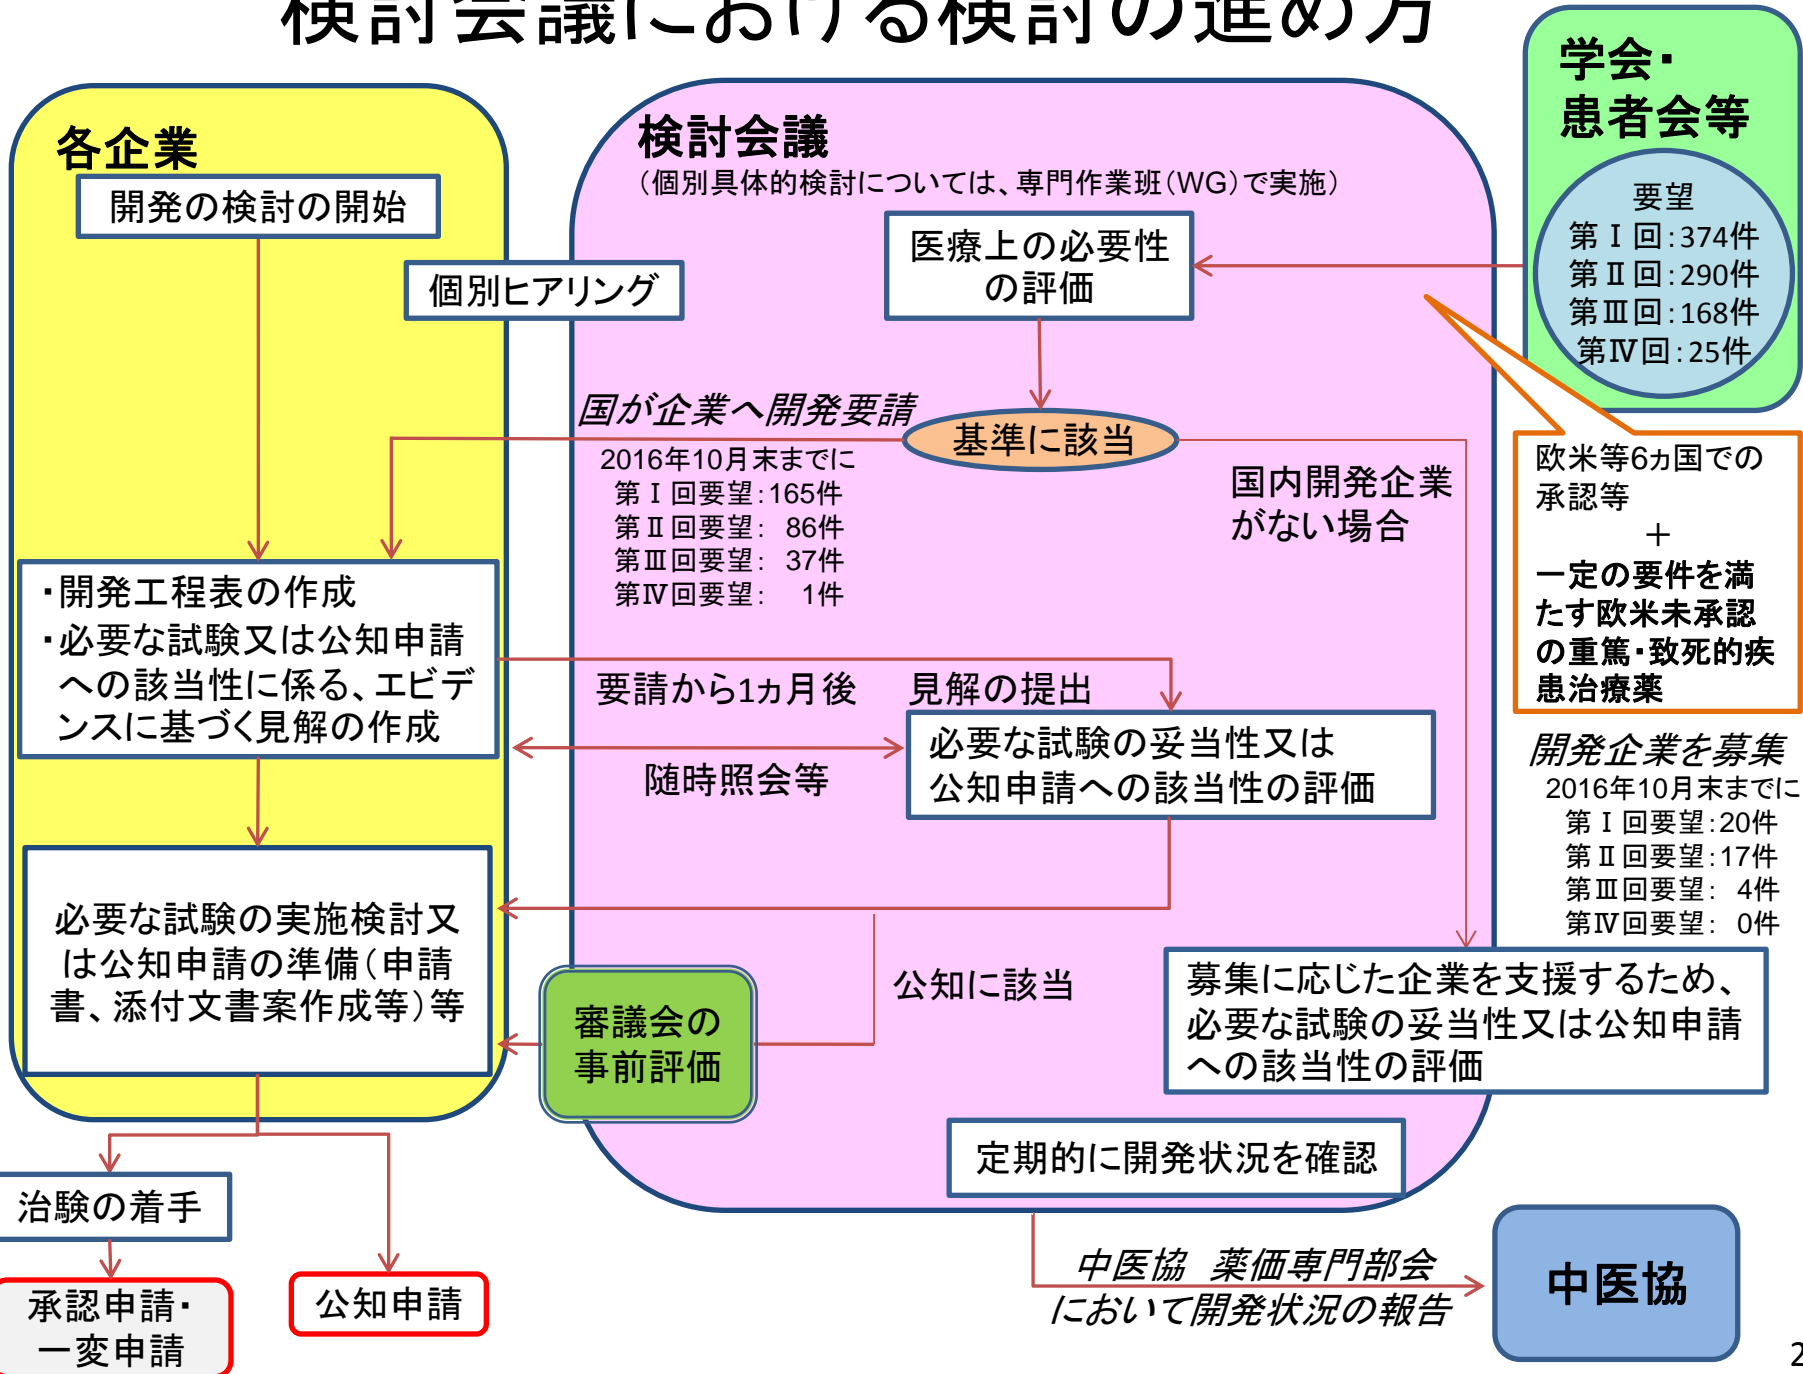 検討会議における検討の進め方
学会・
患者会等
要望
第Ⅰ回：374件
第Ⅱ回：290件
第Ⅲ回：168件
第Ⅳ回：25件
各企業
開発の検討の開始
個別ヒアリング
検討会議
（個別具体的検討については、専門作業班（WG）で実施）
医療上の必要性
の評価
国が企業へ開発要請
2016年10月末までに
第Ⅰ回要望：165件
第Ⅱ回要望： 86件
第Ⅲ回要望： 37件
第Ⅳ回要望： 1件
基準に該当
国内開発企業
がない場合
欧米等6ヵ国での
承認等
＋
一定の要件を満
たす欧米未承認
の重篤・致死的疾
患治療薬
・開発工程表の作成
・必要な試験又は公知申請
への該当性に係る、エビデ
ンスに基づく見解の作成
要請から1ヵ月後 見解の提出
随時照会等
必要な試験の妥当性又は
公知申請への該当性の評価
開発企業を募集
2016年10月末までに
第Ⅰ回要望：20件
第Ⅱ回要望：17件
第Ⅲ回要望： 4件
第Ⅳ回要望： 0件
必要な試験の実施検討又
は公知申請の準備（申請
書、添付文書案作成等）等
審議会の
事前評価
公知に該当
募集に応じた企業を支援するため、
必要な試験の妥当性又は公知申請
への該当性の評価
定期的に開発状況を確認
治験の着手
承認申請・
一変申請
公知申請
中医協 薬価専門部会
において開発状況の報告
中医協
2